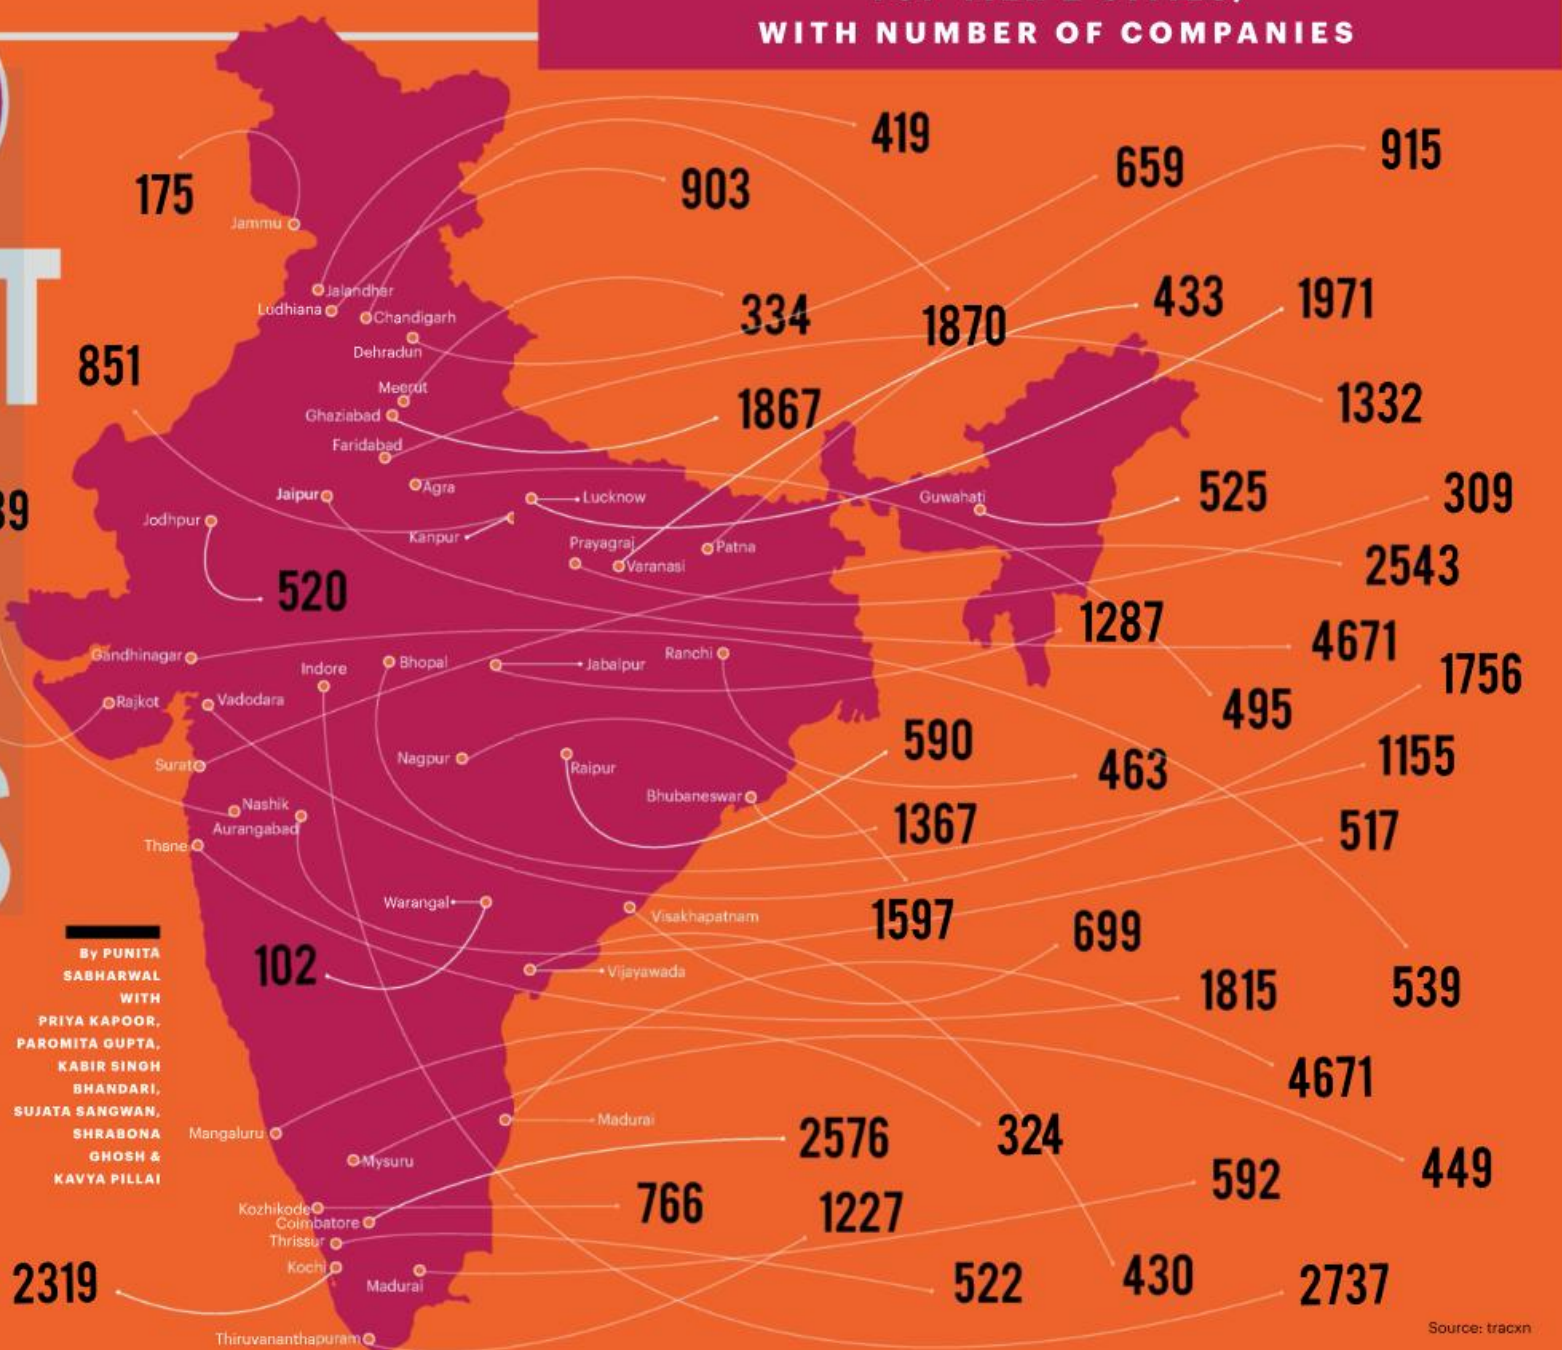 WITH NUMBER OF COMPANIES
419
915
659
903
175
Jammu
Jalandhar
Ludhiana
Chandigarh
Dehradun
334
1870
433
1971
T
851
Meerut
Ghaziabad
1867
1332
Faridabad
Agra
Jaipur
Lucknow
Guwahati
525
309
39
Jodhpur
Kanpur
Prayagraj
Varanasi
Patna
2543
520
1287
4671
Gandhinagar
Indore
Bhopal
Jabalpur
Ranchi
1756
Rajkot
Vadodara
495
590
463
1155
Surat
Nagpur
Raipur
Bhubaneswar
Nashik
Aurangabad
1367
517
Thane
S
Warangal
Visakhapatnam
1597
699
By PUNITA
SABHARWAL
WITH
PRIYA KAPOOR,
PAROMITA GUPTA,
KABIR SINGH
BHANDARI,
SUJATA SANGWAN,
SHRABONA
GHOSH &
KAVYA PILLAI
102
Vijayawada
1815
539
4671
Mangaluru
Madurai
2576
324
Mysuru
449
592
Kozhikode
766
1227
Coimbatore
Thrissur
Kochi
2319
Madurai
522
430
2737
Thiruvananthapuram
Source: tracxn